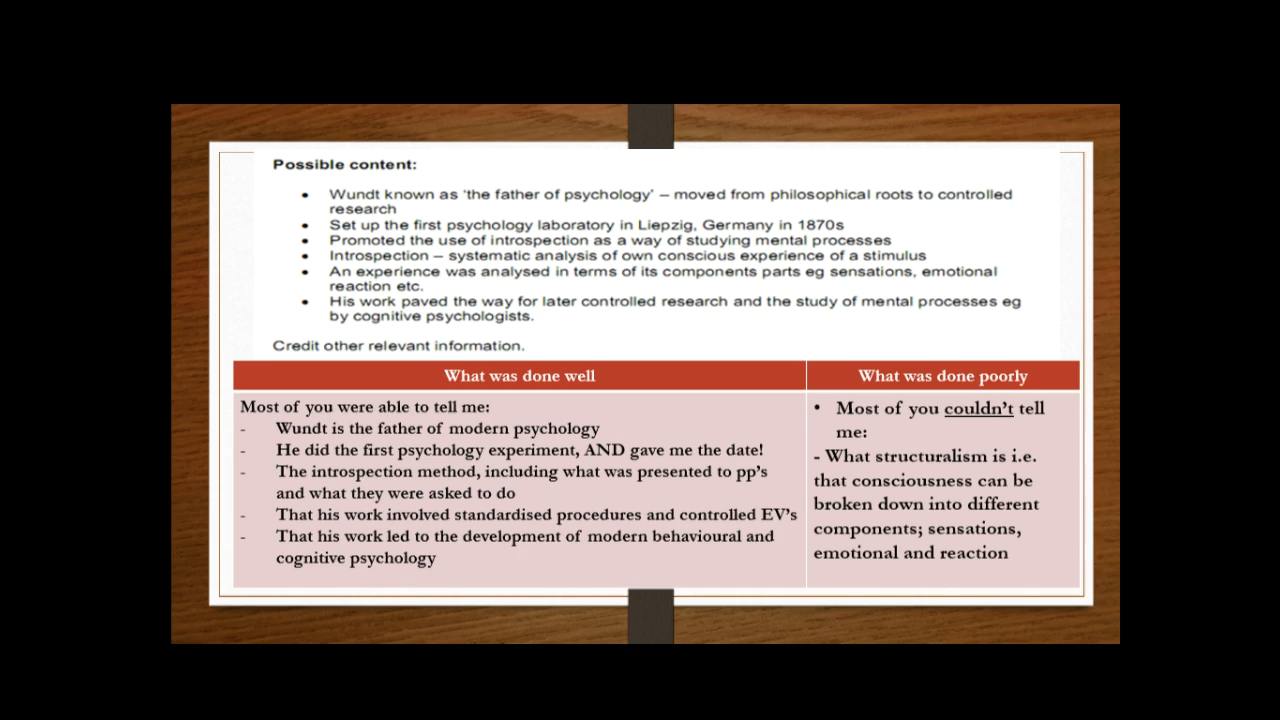 Possible content:
• Wundt known as ‘the father of psychology’ – moved from philosophical roots to controlled
research
• Set up the first psychology laboratory in Liepzig, Germany in 1870s
• Promoted the use of introspection as a way of studying mental processes
• Introspection – systematic analysis of own conscious experience of a stimulus
• An experience was analysed in terms of its components parts eg sensations, emotional
reaction etc.
• His work paved the way for later controlled research and the study of mental processes eg
by cognitive psychologists.
Credit other relevant information.
What was done well
Most of you were able to tell me:
- Wundt is the father of modern psychology
- He did the first psychology experiment, AND gave me the date!
- The introspection method, including what was presented to pp’s
and what they were asked to do
- That his work involved standardised procedures and controlled EV’s
- That his work led to the development of modern behavioural and
cognitive psychology
What was done poorly
• Most of you couldn’t tell
me:
- What structuralism is i.e.
that consciousness can be
broken down into different
components; sensations,
emotional and reaction